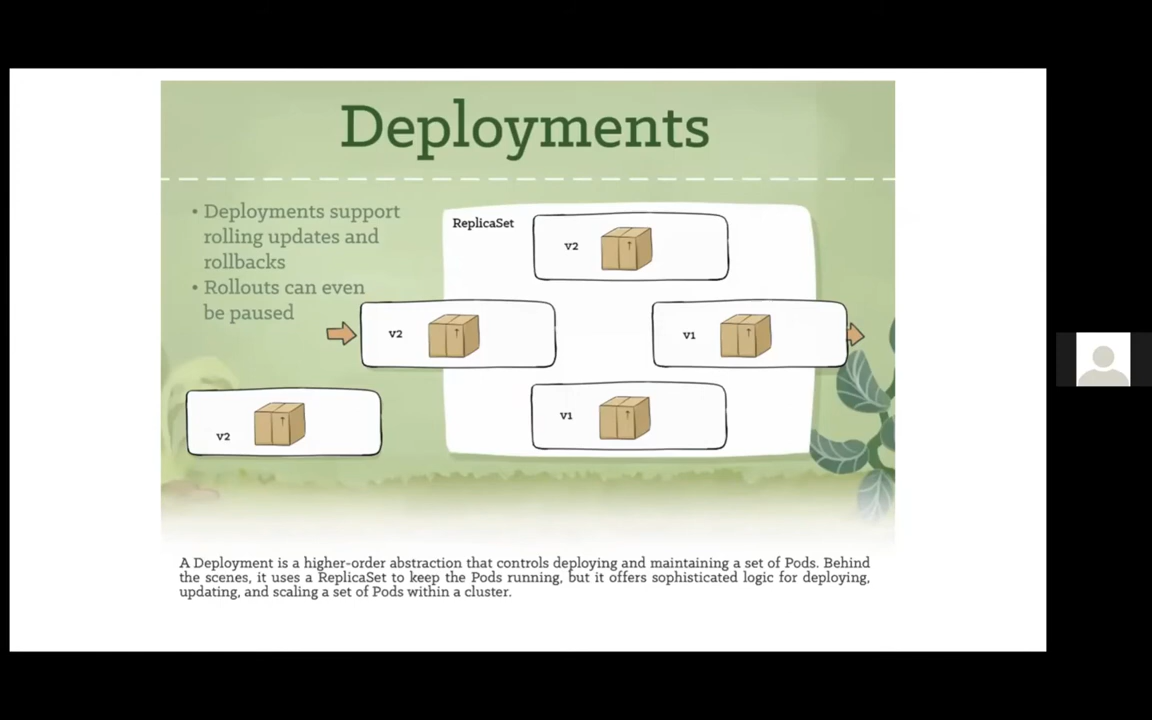 Deployments
• Deployments support
rolling updates and
rollbacks
• Rollouts can even
be paused
ReplicaSet
v2
v2
v1
v1
v2
A Deployment is a higher-order abstraction that controls deploying and maintaining a set of Pods. Behind
the scenes, it uses a ReplicaSet to keep the Pods running, but it offers sophisticated logic for deploying,
updating, and scaling a set of Pods within a cluster.